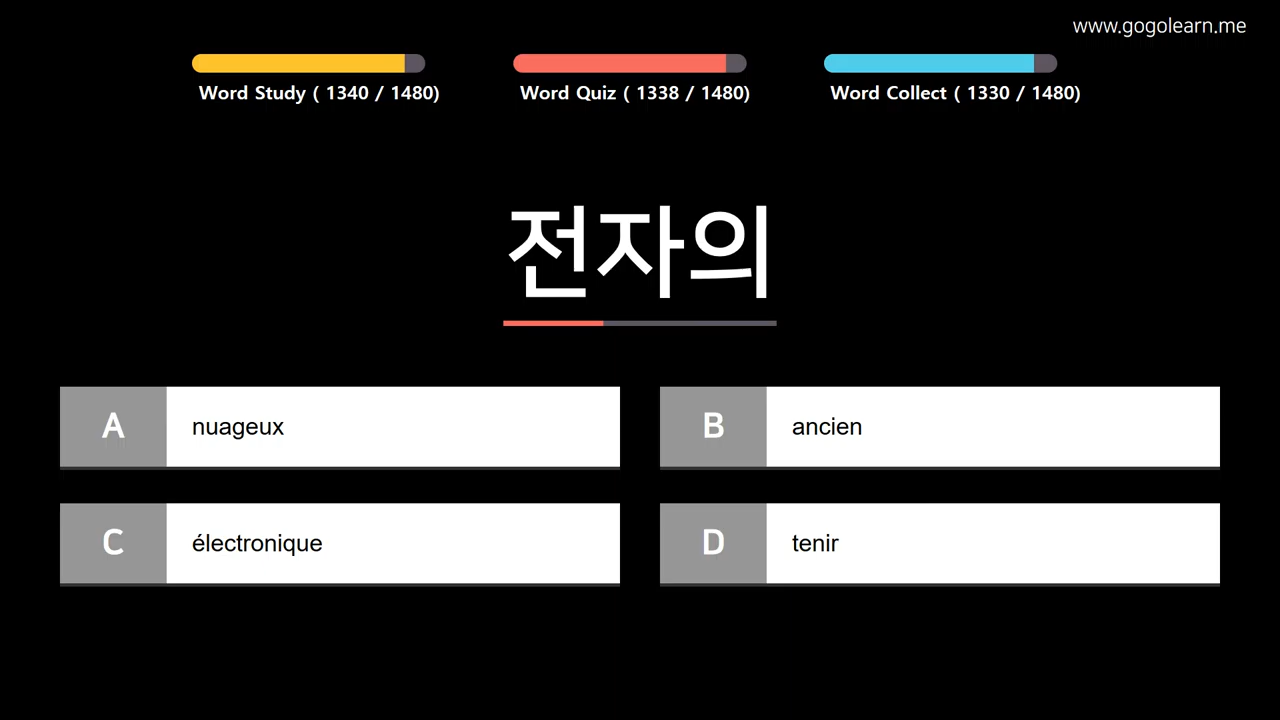 www.gogolearn.me
Word Study ( 1340 / 1480)
Word Quiz ( 1338 / 1480)
Word Collect ( 1330 / 1480)
전자의
A nuageux
B ancien
C électronique
D tenir